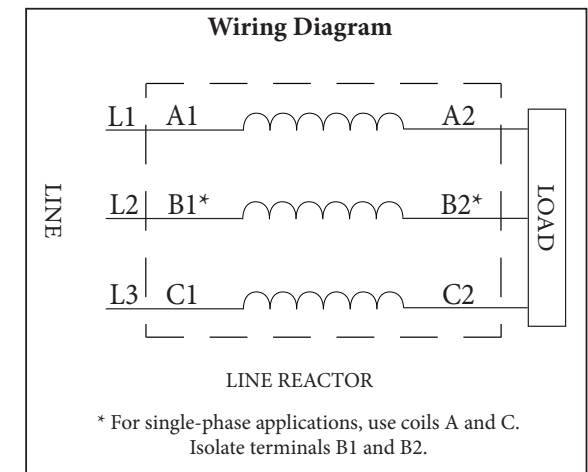 Wiring Diagram
L1 A1 A2
LINE
L2 B1* B2*
LOAD
L3 C1 C2
LINE REACTOR
* For single-phase applications, use coils A and C.
Isolate terminals B1 and B2.